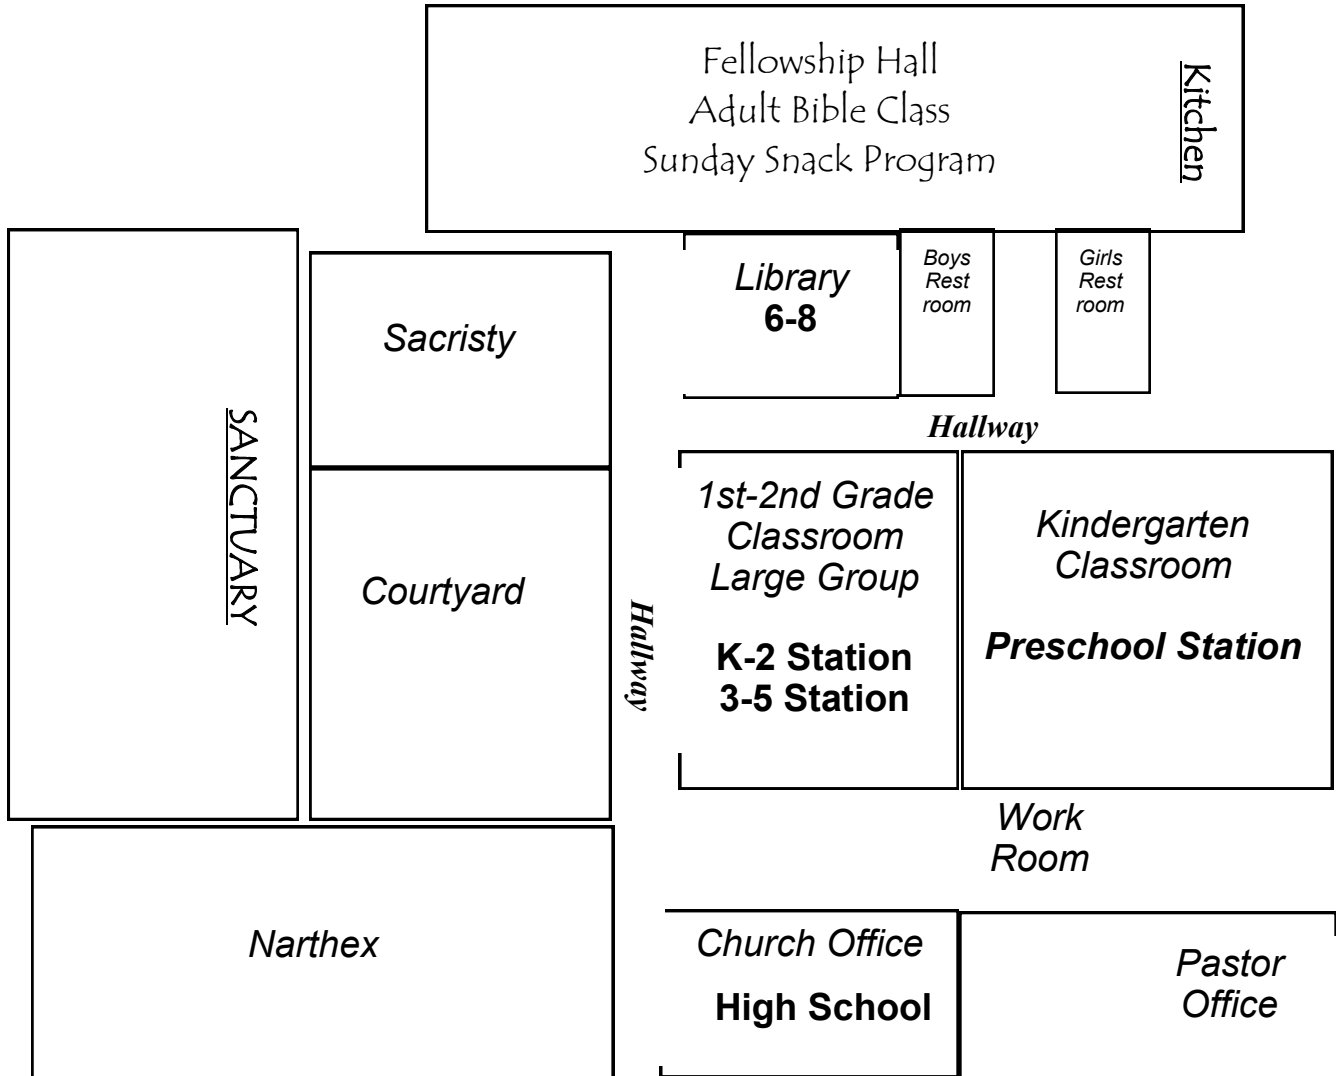 Fellowship Hall
Adult Bible Class
Sunday Snack Program
Kitchen
Library
6-8
Boys
Rest
room
Girls
Rest
room
Sacristy
Hallway
SANCTUARY
1st-2nd Grade
Classroom
Large Group
K-2 Station
3-5 Station
Kindergarten
Classroom
Preschool Station
Courtyard
Hallway
Work
Room
Narthex
Church Office
High School
Pastor
Office